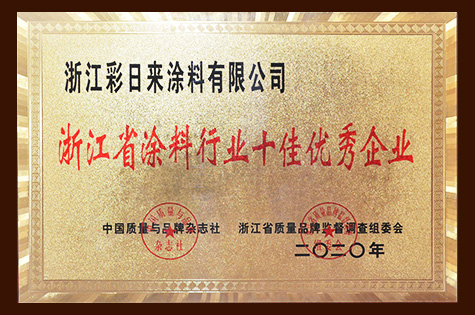 浙江彩日来涂料有限公司
浙江省涂料行业十佳优秀企业
中国质量与品牌杂志社 浙江省质量品牌监督调查组委会
二〇二〇年